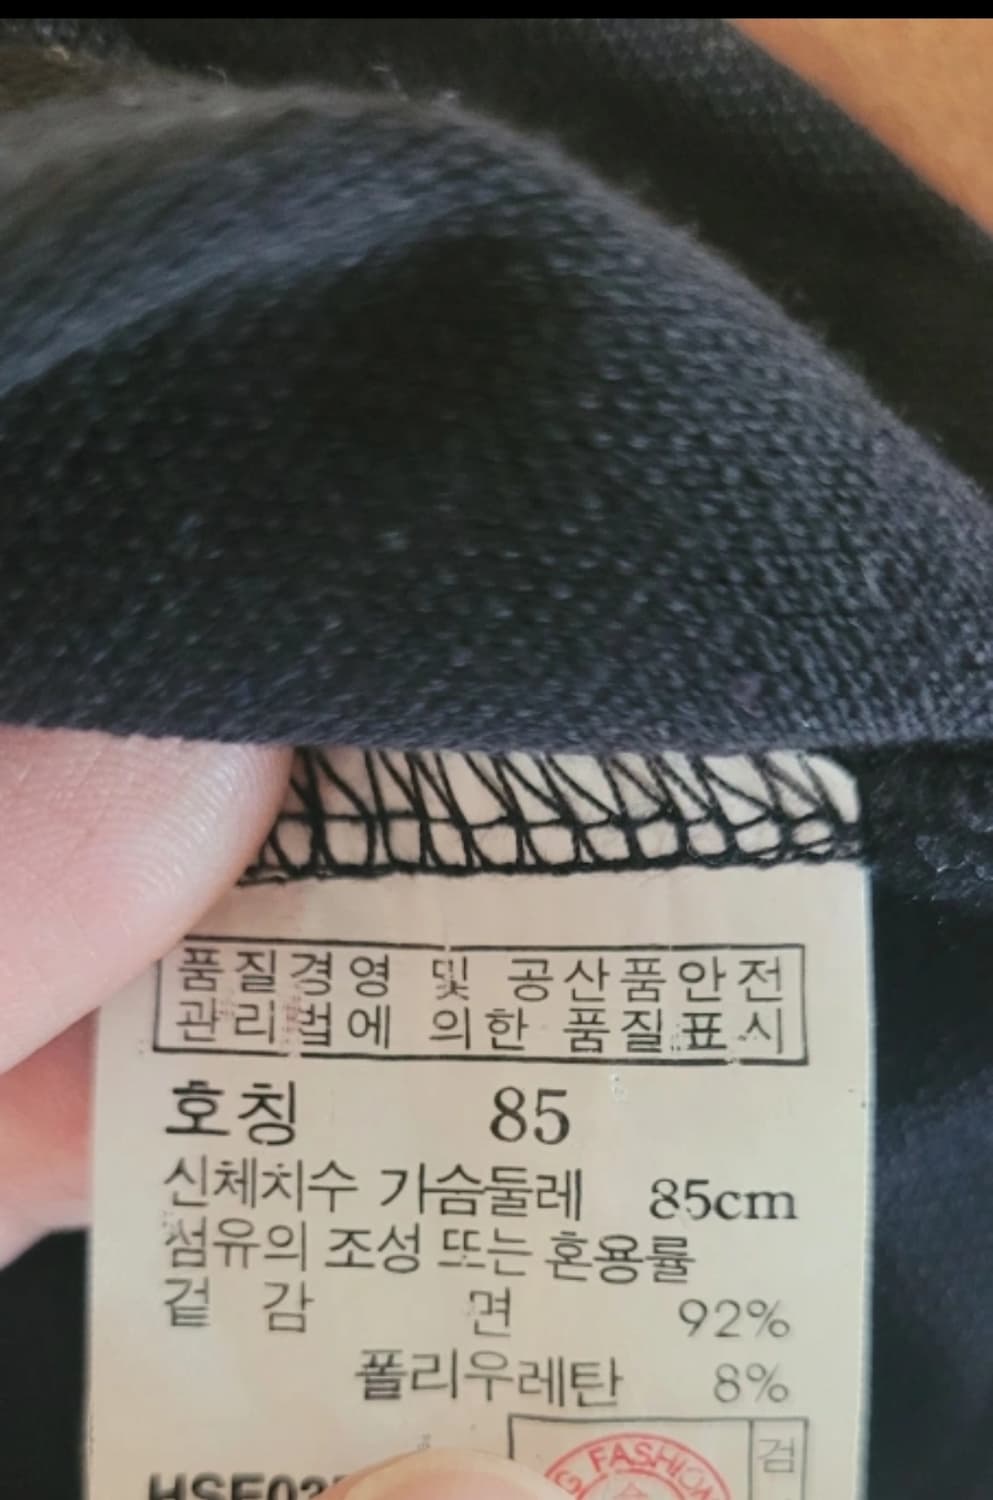 품질경영 및 공산품안전
관리법에 의한 품질표시
호칭 85
신체치수 가슴둘레 85cm
섬유의 조성 또는 혼용률
겉 감 면 92%
폴리우레탄 8%
검
FASHION